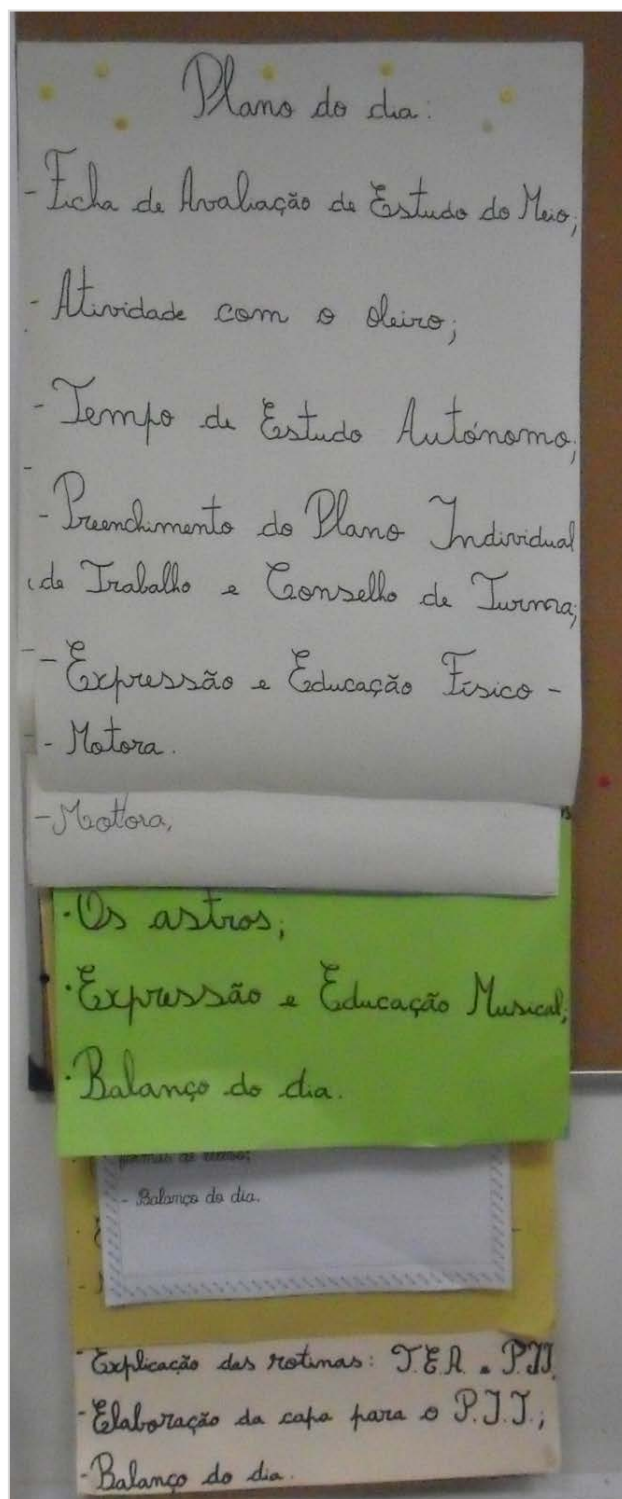 Plano do dia:
- Ficha de Avaliação de Estudo do Meio;
- Atividade com o oleiro;
- Tempo de Estudo Autónomo;
- Preenchimento do Plano Individual
de Trabalho e Conselho de Turma;
- Expressão e Educação Físico -
- Motora.
- Motora,
· Os astros;
· Expressão e Educação Musical;
· Balanço do dia.
- Balanço do dia.
- Explicação das rotinas: T.E.A. e P.I.T.
- Elaboração da capa para o P.I.T.;
- Balanço do dia.